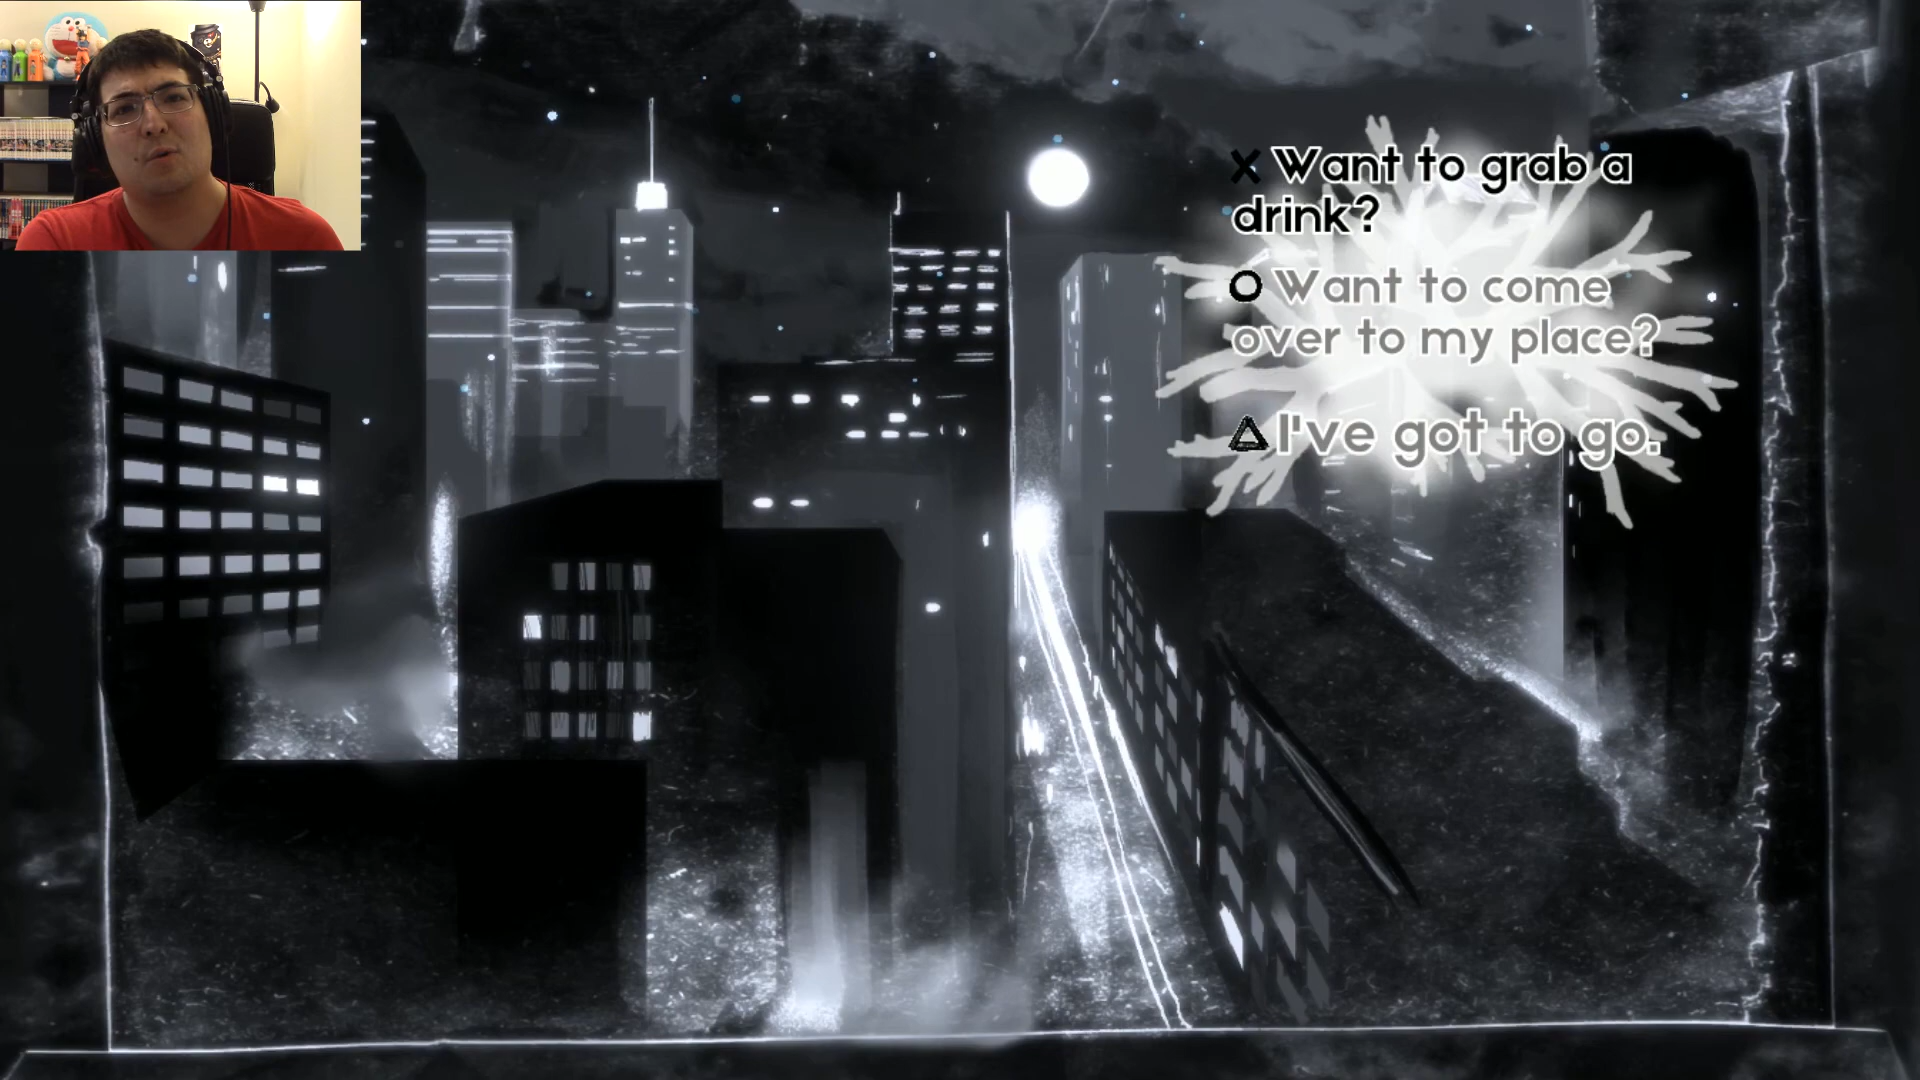 X Want to grab a
drink?
O Want to come
over to my place?
△ I've got to go.